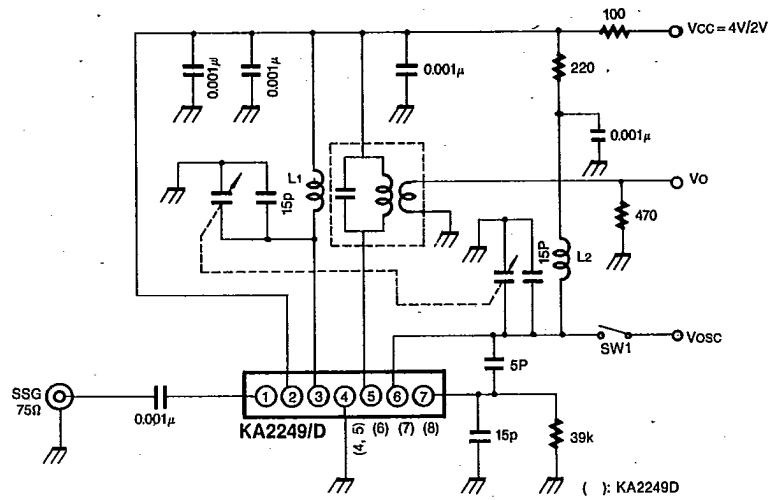 100
VCC = 4V/2V
0.001μ
0.001μ
0.001μ
220
0.001μ
L1
15p
VO
470
15P
L2
VOSC
SW1
5P
SSG
75Ω
0.001μ
1 2 3 4 5 6 7
KA2249/D
(4, 5)
(6)
(7)
(8)
15p
39k
( ): KA2249D